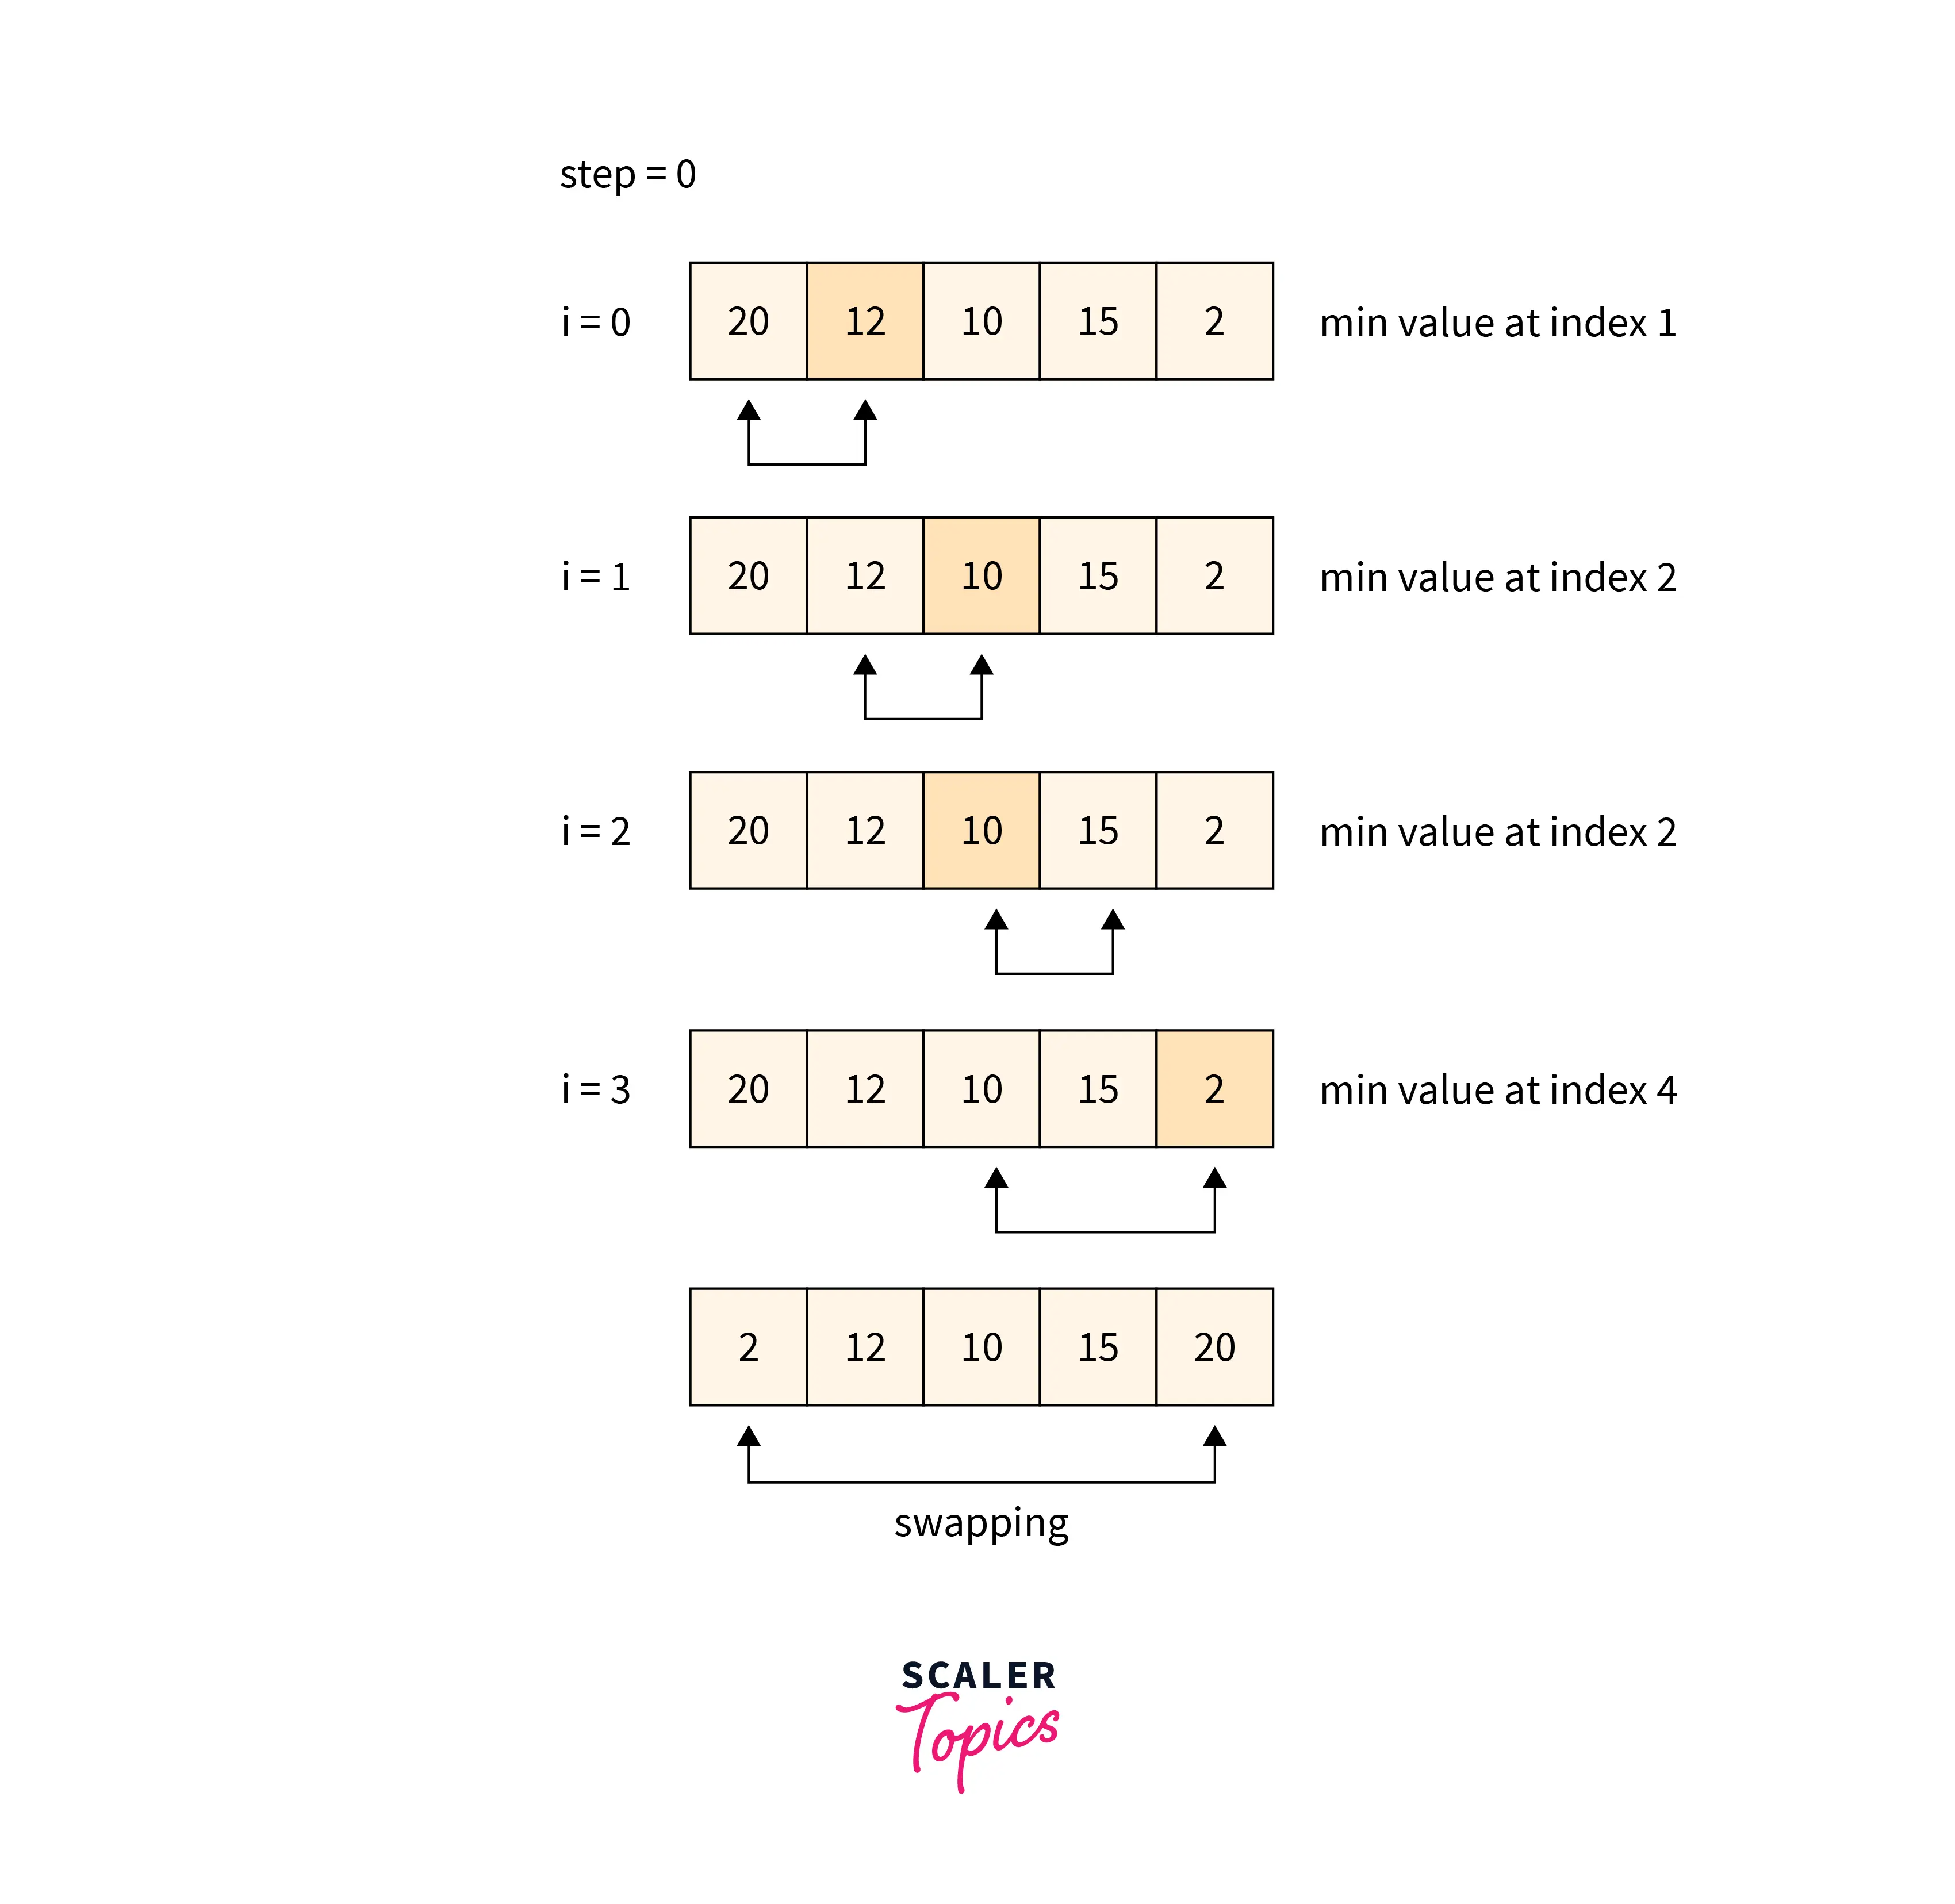 step = 0
i = 0 20 12 10 15 2 min value at index 1
i = 1 20 12 10 15 2 min value at index 2
i = 2 20 12 10 15 2 min value at index 2
i = 3 20 12 10 15 2 min value at index 4
2 12 10 15 20
swapping
SCALER
Topics